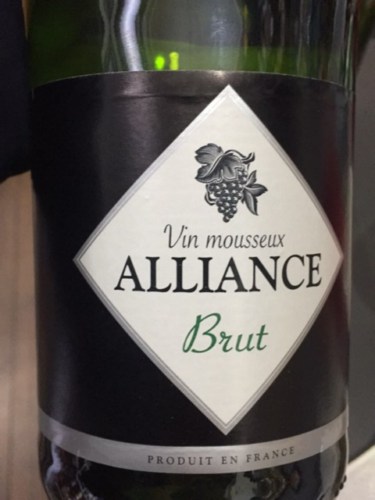 Vin mousseux
ALLIANCE
Brut
PRODUIT EN FRANCE